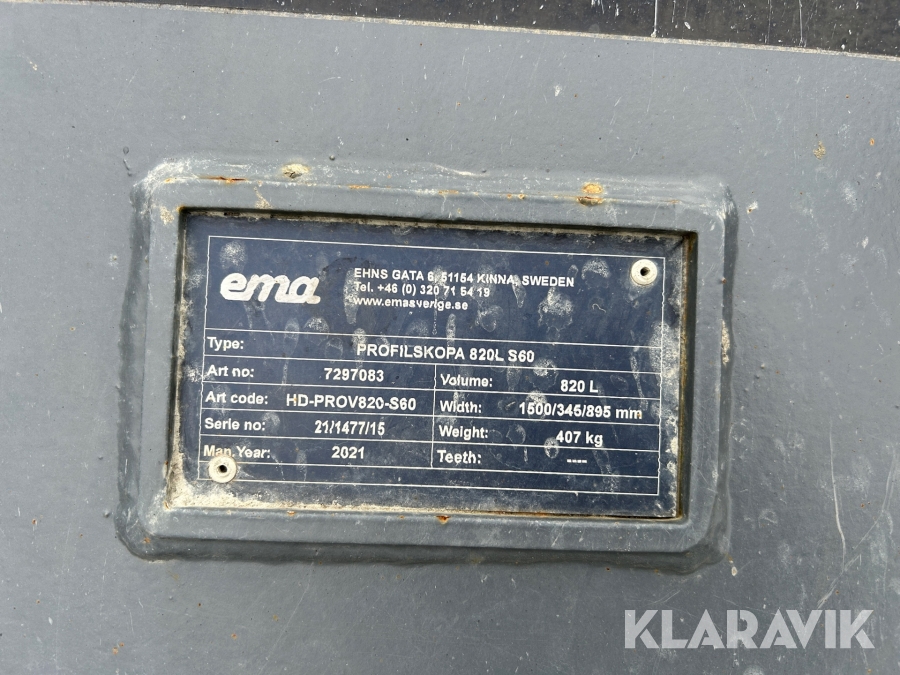 ema
EHNS GATA 6, 51154 KINNA, SWEDEN
Tel. +46 (0) 320 71 54 19
www.emasverige.se
Type: PROFILSKOPA 820L S60
Art no: 7297083 Volume: 820 L
Art code: HD-PROV820-S60 Width: 1500/345/895 mm
Serie no: 21/1477/15 Weight: 407 kg
Man.Year: 2021 Teeth: ----
KLARAVIK